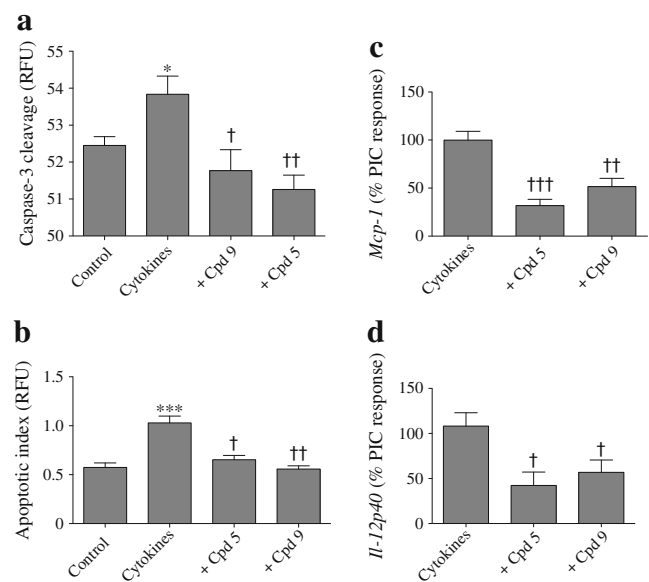 a
Caspase-3 cleavage (RFU)
55
54
53
52
51
50
*
†
††
Control
Cytokines
+ Cpd 9
+ Cpd 5
b
Apoptotic index (RFU)
1.5
1.0
0.5
0
***
†
††
Control
Cytokines
+ Cpd 5
+ Cpd 9
c
Mcp-1 (% PIC response)
150
100
50
0
†††
††
Cytokines
+ Cpd 5
+ Cpd 9
d
Il-12p40 (% PIC response)
150
100
50
0
†
†
Cytokines
+ Cpd 5
+ Cpd 9